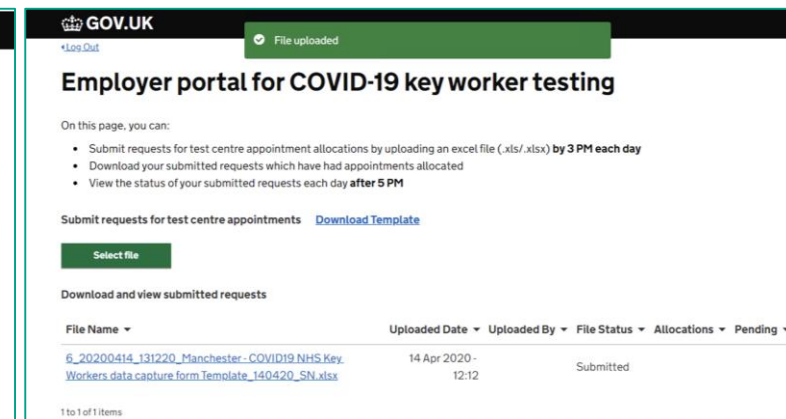 GOV.UK
File uploaded
Log Out
Employer portal for COVID-19 key worker testing
On this page, you can:
• Submit requests for test centre appointment allocations by uploading an excel file (.xls/.xlsx) by 3 PM each day
• Download your submitted requests which have had appointments allocated
• View the status of your submitted requests each day after 5 PM
Submit requests for test centre appointments Download Template
Select file
Download and view submitted requests
File Name Uploaded Date Uploaded By File Status Allocations Pending
6_20200414_131220_Manchester - COVID19 NHS Key 14 Apr 2020 - Submitted
Workers data capture form Template_140420_SN.xlsx 12:12
1 to 1 of 1 items